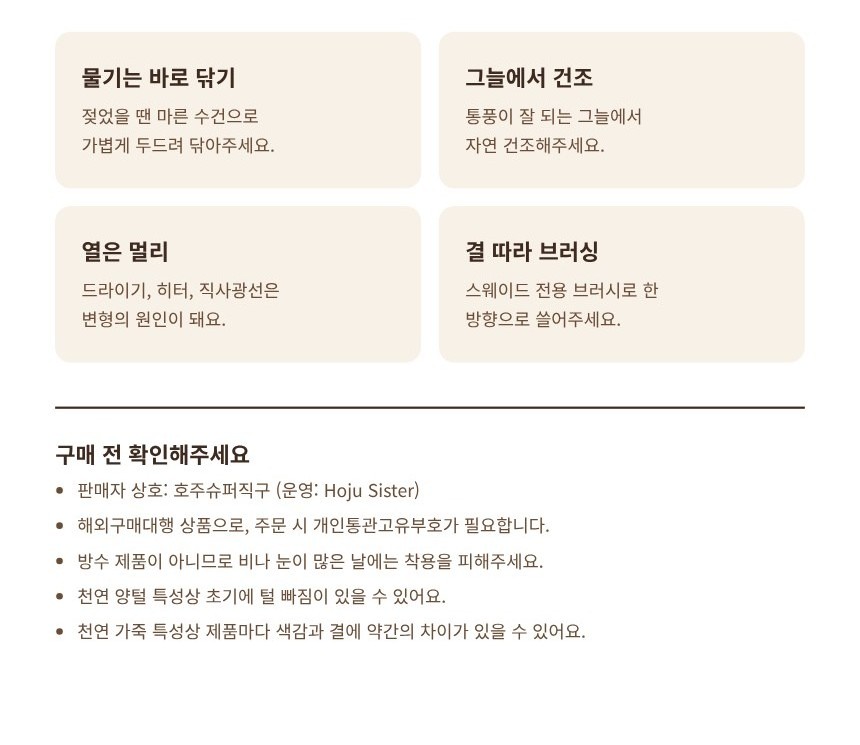 물기는 바로 닦기
젖었을 땐 마른 수건으로
가볍게 두드려 닦아주세요.
그늘에서 건조
통풍이 잘 되는 그늘에서
자연 건조해주세요.
열은 멀리
드라이기, 히터, 직사광선은
변형의 원인이 돼요.
결 따라 브러싱
스웨이드 전용 브러시로 한
방향으로 쓸어주세요.
구매 전 확인해주세요
• 판매자 상호: 호주슈퍼직구 (운영: Hoju Sister)
• 해외구매대행 상품으로, 주문 시 개인통관고유부호가 필요합니다.
• 방수 제품이 아니므로 비나 눈이 많은 날에는 착용을 피해주세요.
• 천연 양털 특성상 초기에 털 빠짐이 있을 수 있어요.
• 천연 가죽 특성상 제품마다 색감과 결에 약간의 차이가 있을 수 있어요.